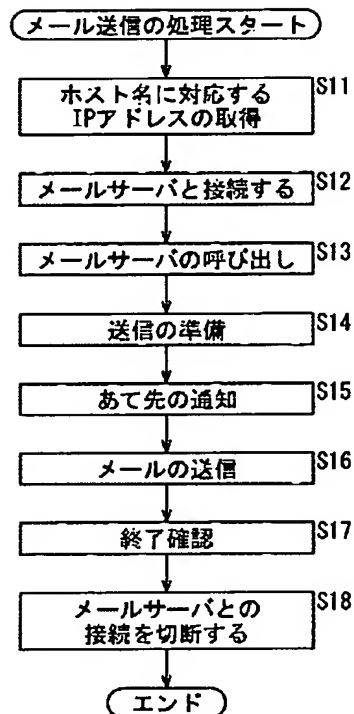 メール送信の処理スタート
S11
ホスト名に対応する
IPアドレスの取得
S12
メールサーバと接続する
S13
メールサーバの呼び出し
S14
送信の準備
S15
あて先の通知
S16
メールの送信
S17
終了確認
S18
メールサーバとの
接続を切断する
エンド